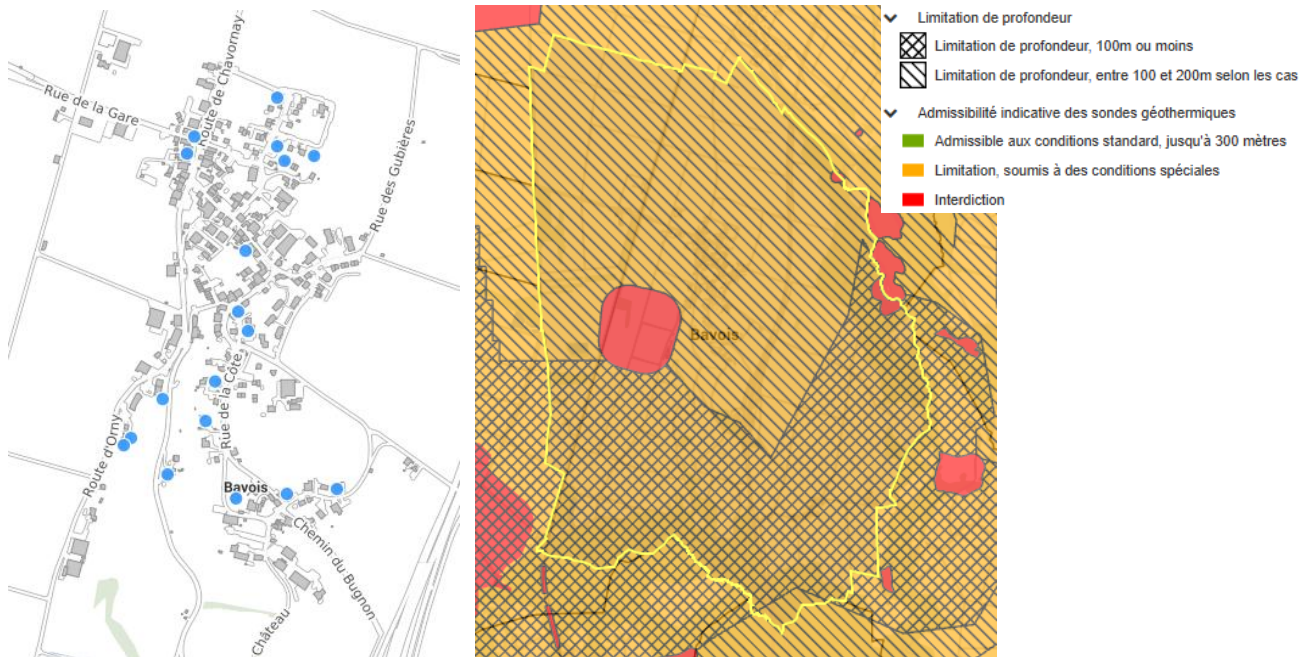 Rue de la Gare
Route de Chavornay
Rue des Gubières
Rue de la Côte
Route d'Orny
Bavois
Chemin du Bugnon
Château
Bavois
Limitation de profondeur
Limitation de profondeur, 100m ou moins
Limitation de profondeur, entre 100 et 200m selon les cas
Admissibilité indicative des sondes géothermiques
Admissible aux conditions standard, jusqu'à 300 mètres
Limitation, soumis à des conditions spéciales
Interdiction